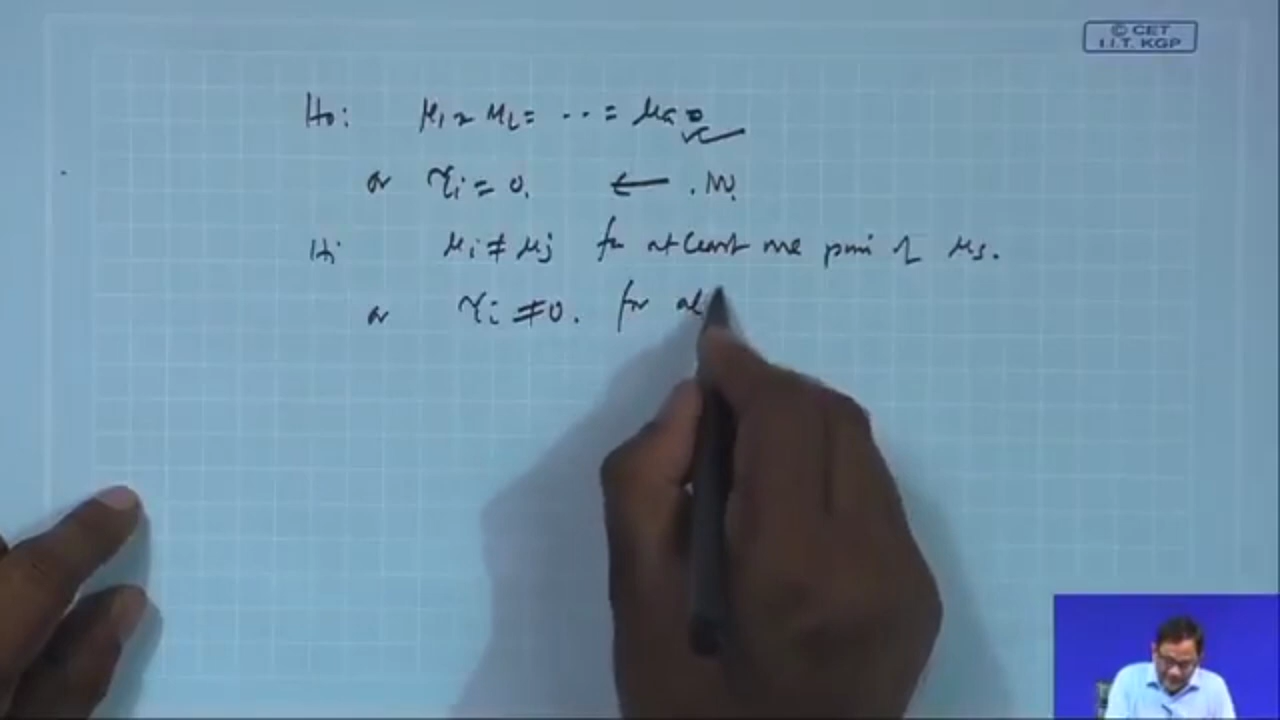 © CET
I.I.T. KGP
H₀: μ₁ = μ₂ = ... = μₐ
or τᵢ = 0.
H₁ μᵢ ≠ μⱼ for at least one pair of μs.
or τᵢ ≠ 0. for